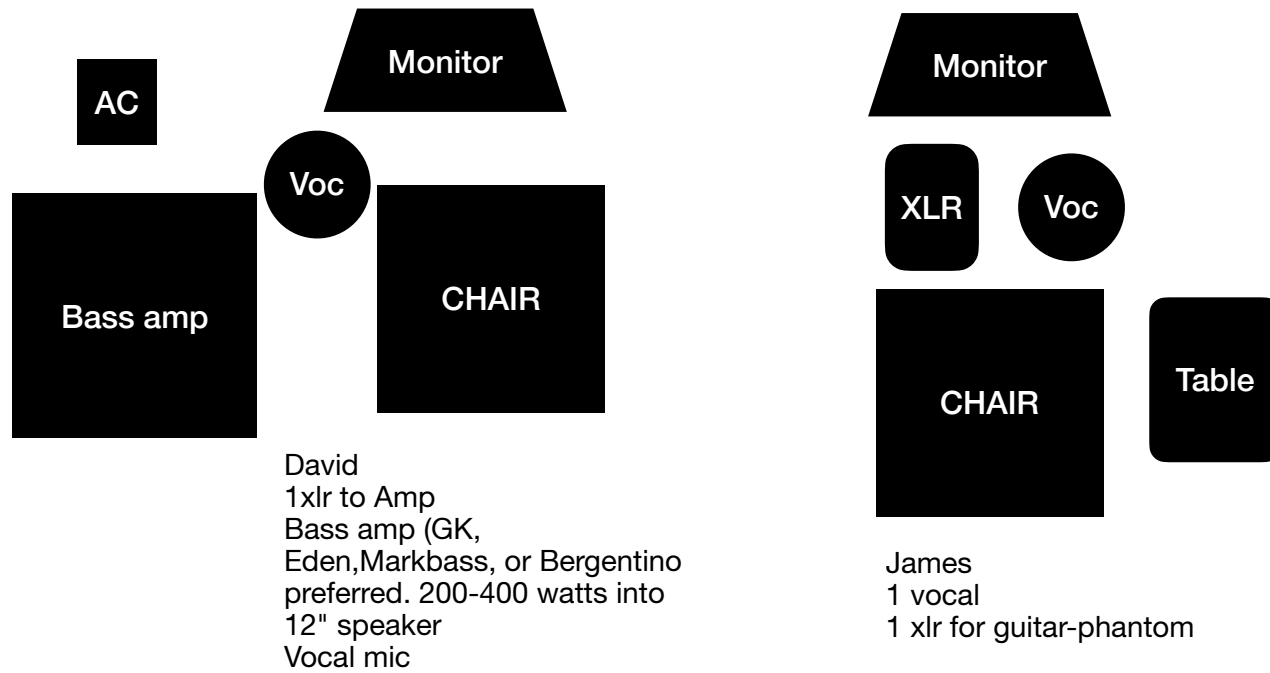 Monitor
Monitor
AC
Voc
XLR
Voc
Bass amp
CHAIR
CHAIR
Table
David
1xlr to Amp
Bass amp (GK,
Eden,Markbass, or Bergentino
preferred. 200-400 watts into
12" speaker
Vocal mic
James
1 vocal
1 xlr for guitar-phantom